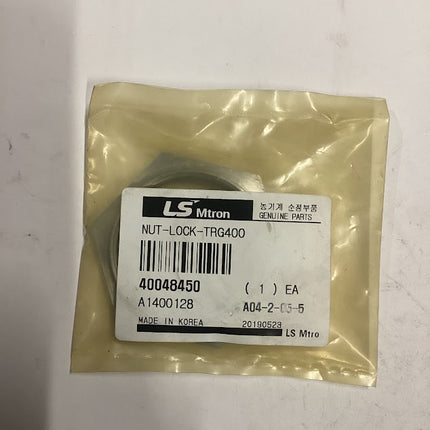 LS Mtron
농기계 순정부품
GENUINE PARTS
NUT-LOCK-TRG400
40048450 ( 1 ) EA
A1400128 A04-2-03-5
MADE IN KOREA 20190523
LS Mtro